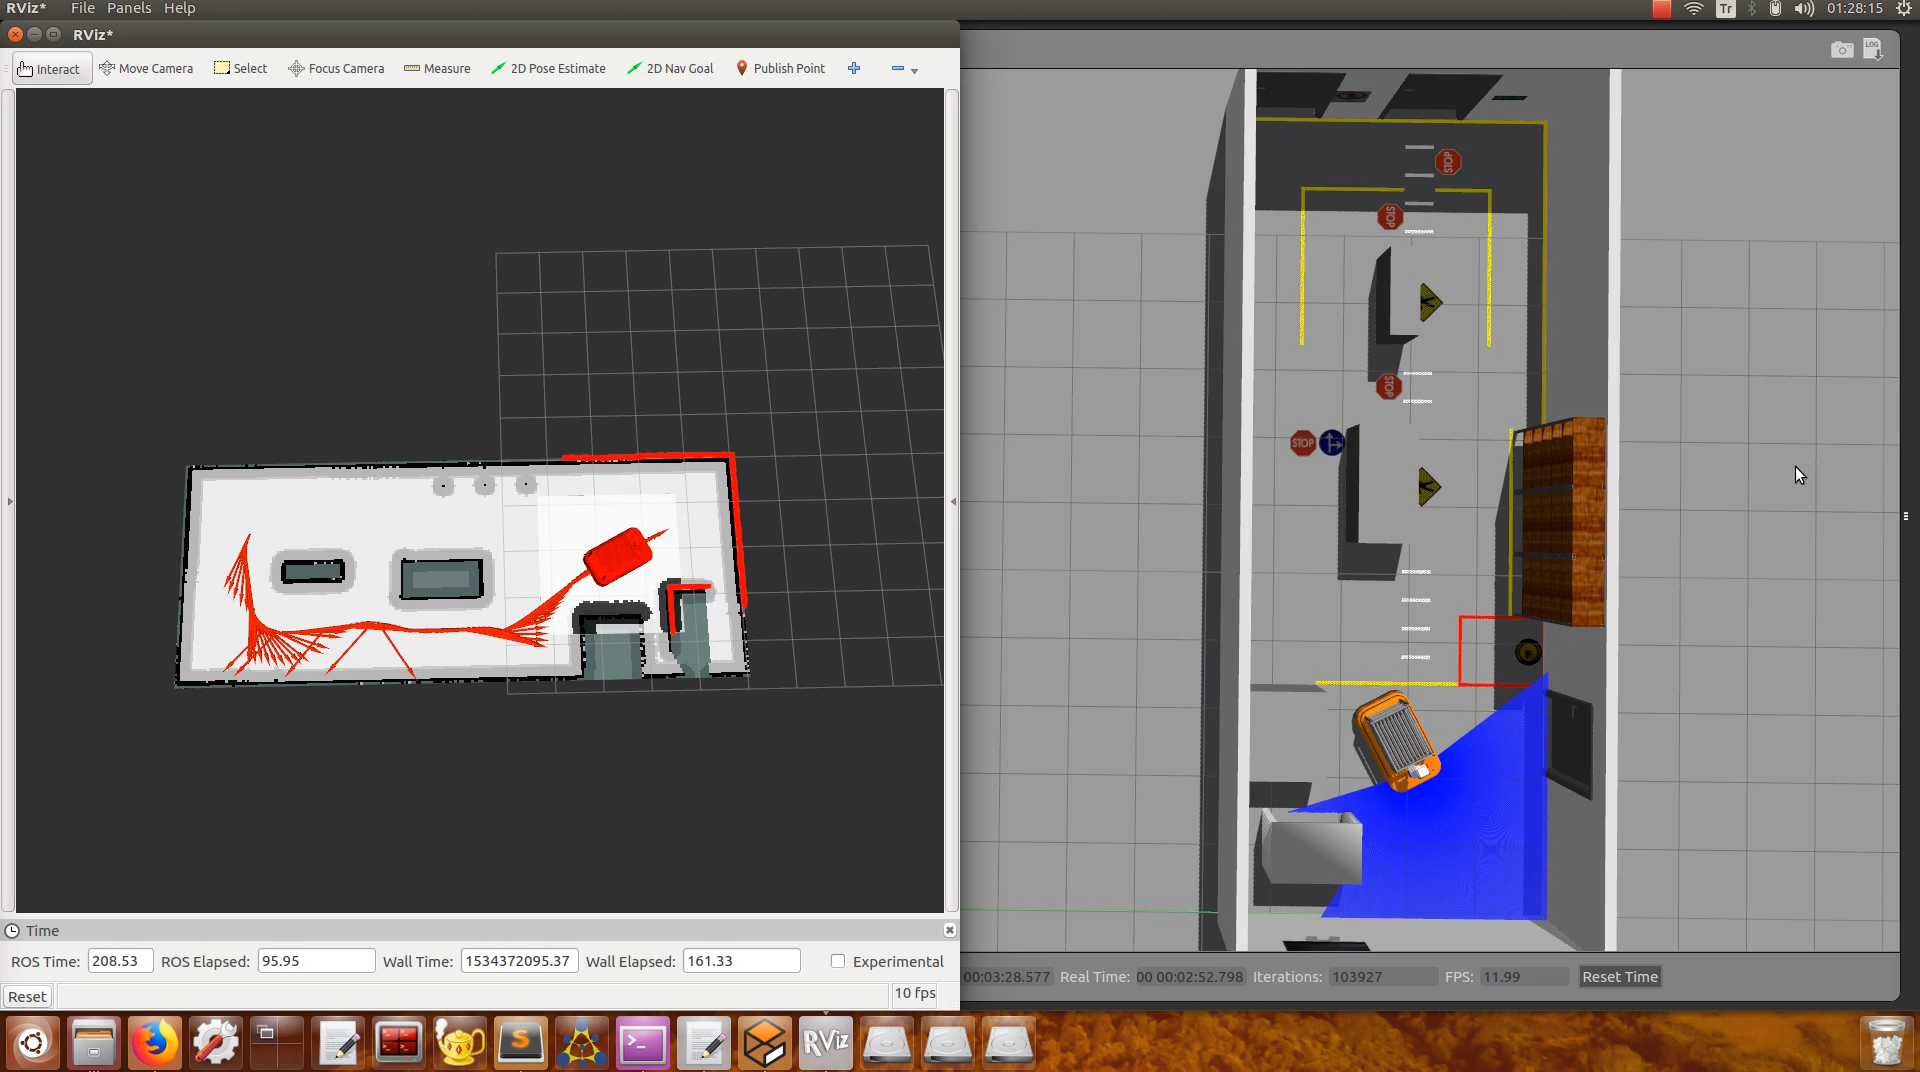 RViz* File Panels Help
Tr 01:28:15
RViz*
Interact Move Camera Select Focus Camera Measure 2D Pose Estimate 2D Nav Goal Publish Point
LOG
STOP
STOP
STOP
STOP
Time
ROS Time: 208.53 ROS Elapsed: 95.95 Wall Time: 1534372095.37 Wall Elapsed: 161.33 Experimental
00:03:28.577 Real Time: 00 00:02:52.798 Iterations: 103927 FPS: 11.99 Reset Time
Reset 10 fps
S
>_
RViz